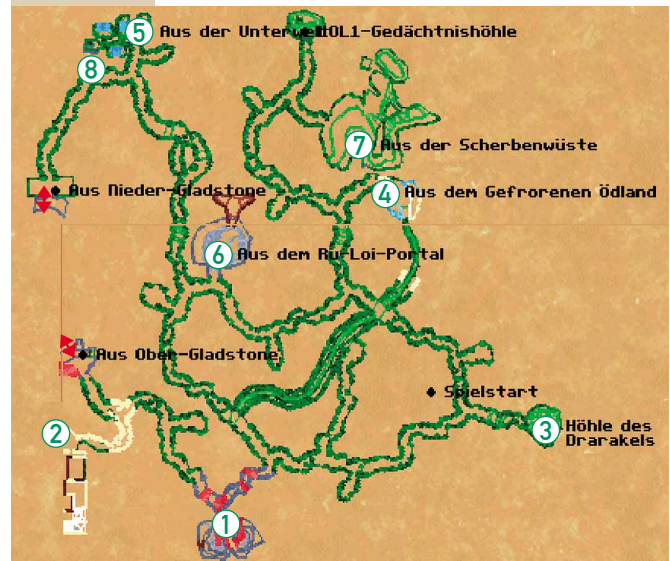 5
Aus der Unterwelt
LOL1-Gedächtnishöhle
8
7
Aus der Scherbenwüste
Aus Nieder-Gladstone
4
Aus dem Gefrorenen Ödland
6
Aus dem Ru-Loi-Portal
Aus Ober-Gladstone
Spielstart
2
3
Höhle des
Drarakels
1